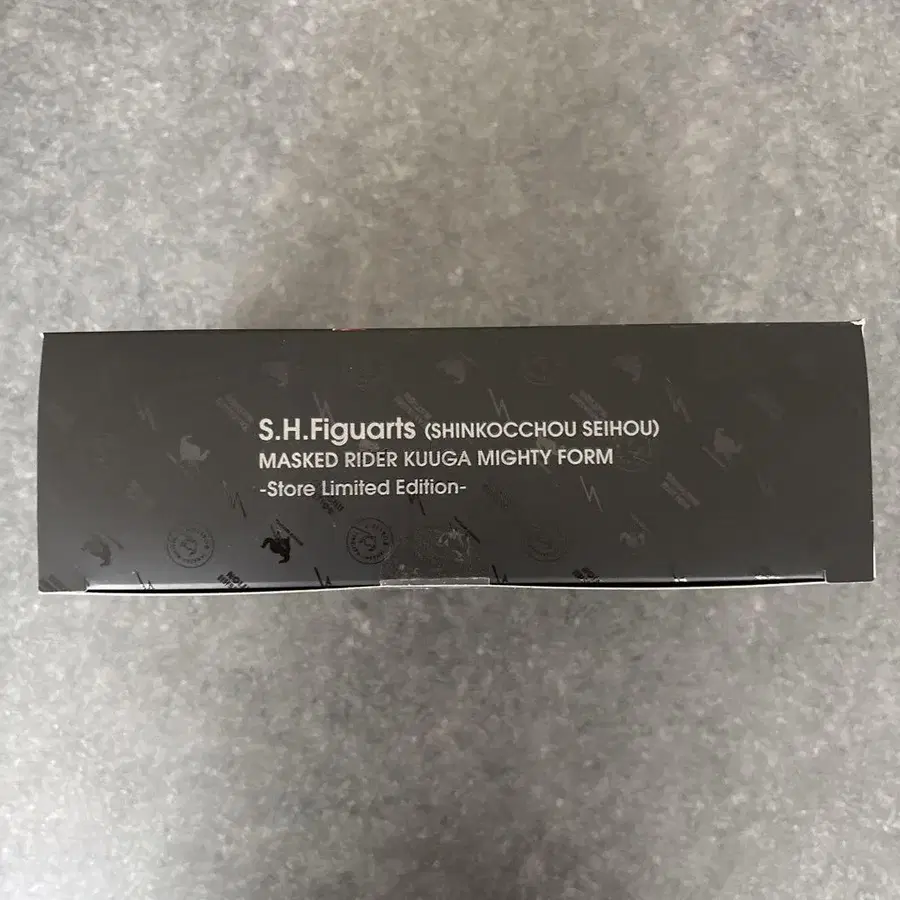 S.H.Figuarts (SHINKOCCHOU SEIHOU)
MASKED RIDER KUUGA MIGHTY FORM
-Store Limited Edition-